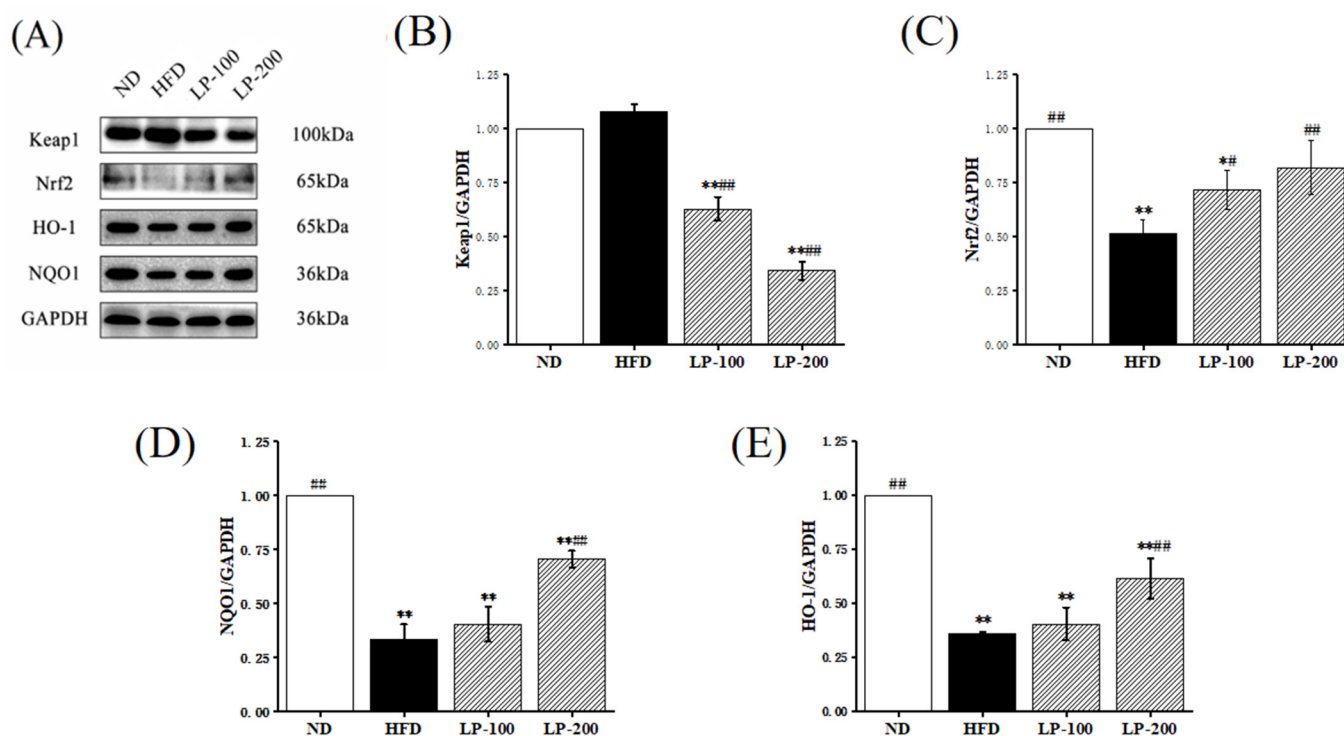 (A)
ND HFD LP-100 LP-200
Keap1 100kDa
Nrf2 65kDa
HO-1 65kDa
NQO1 36kDa
GAPDH 36kDa
(B)
Keap1/GAPDH
1.25
1.00
0.75
0.50
0.25
0.00
**##
**##
ND HFD LP-100 LP-200
(C)
Nrf2/GAPDH
1.25
1.00
0.75
0.50
0.25
0.00
##
**
*#
##
ND HFD LP-100 LP-200
(D)
NQO1/GAPDH
1.25
1.00
0.75
0.50
0.25
0.00
##
**
**
**##
ND HFD LP-100 LP-200
(E)
HO-1/GAPDH
1.25
1.00
0.75
0.50
0.25
0.00
##
**
**
**##
ND HFD LP-100 LP-200